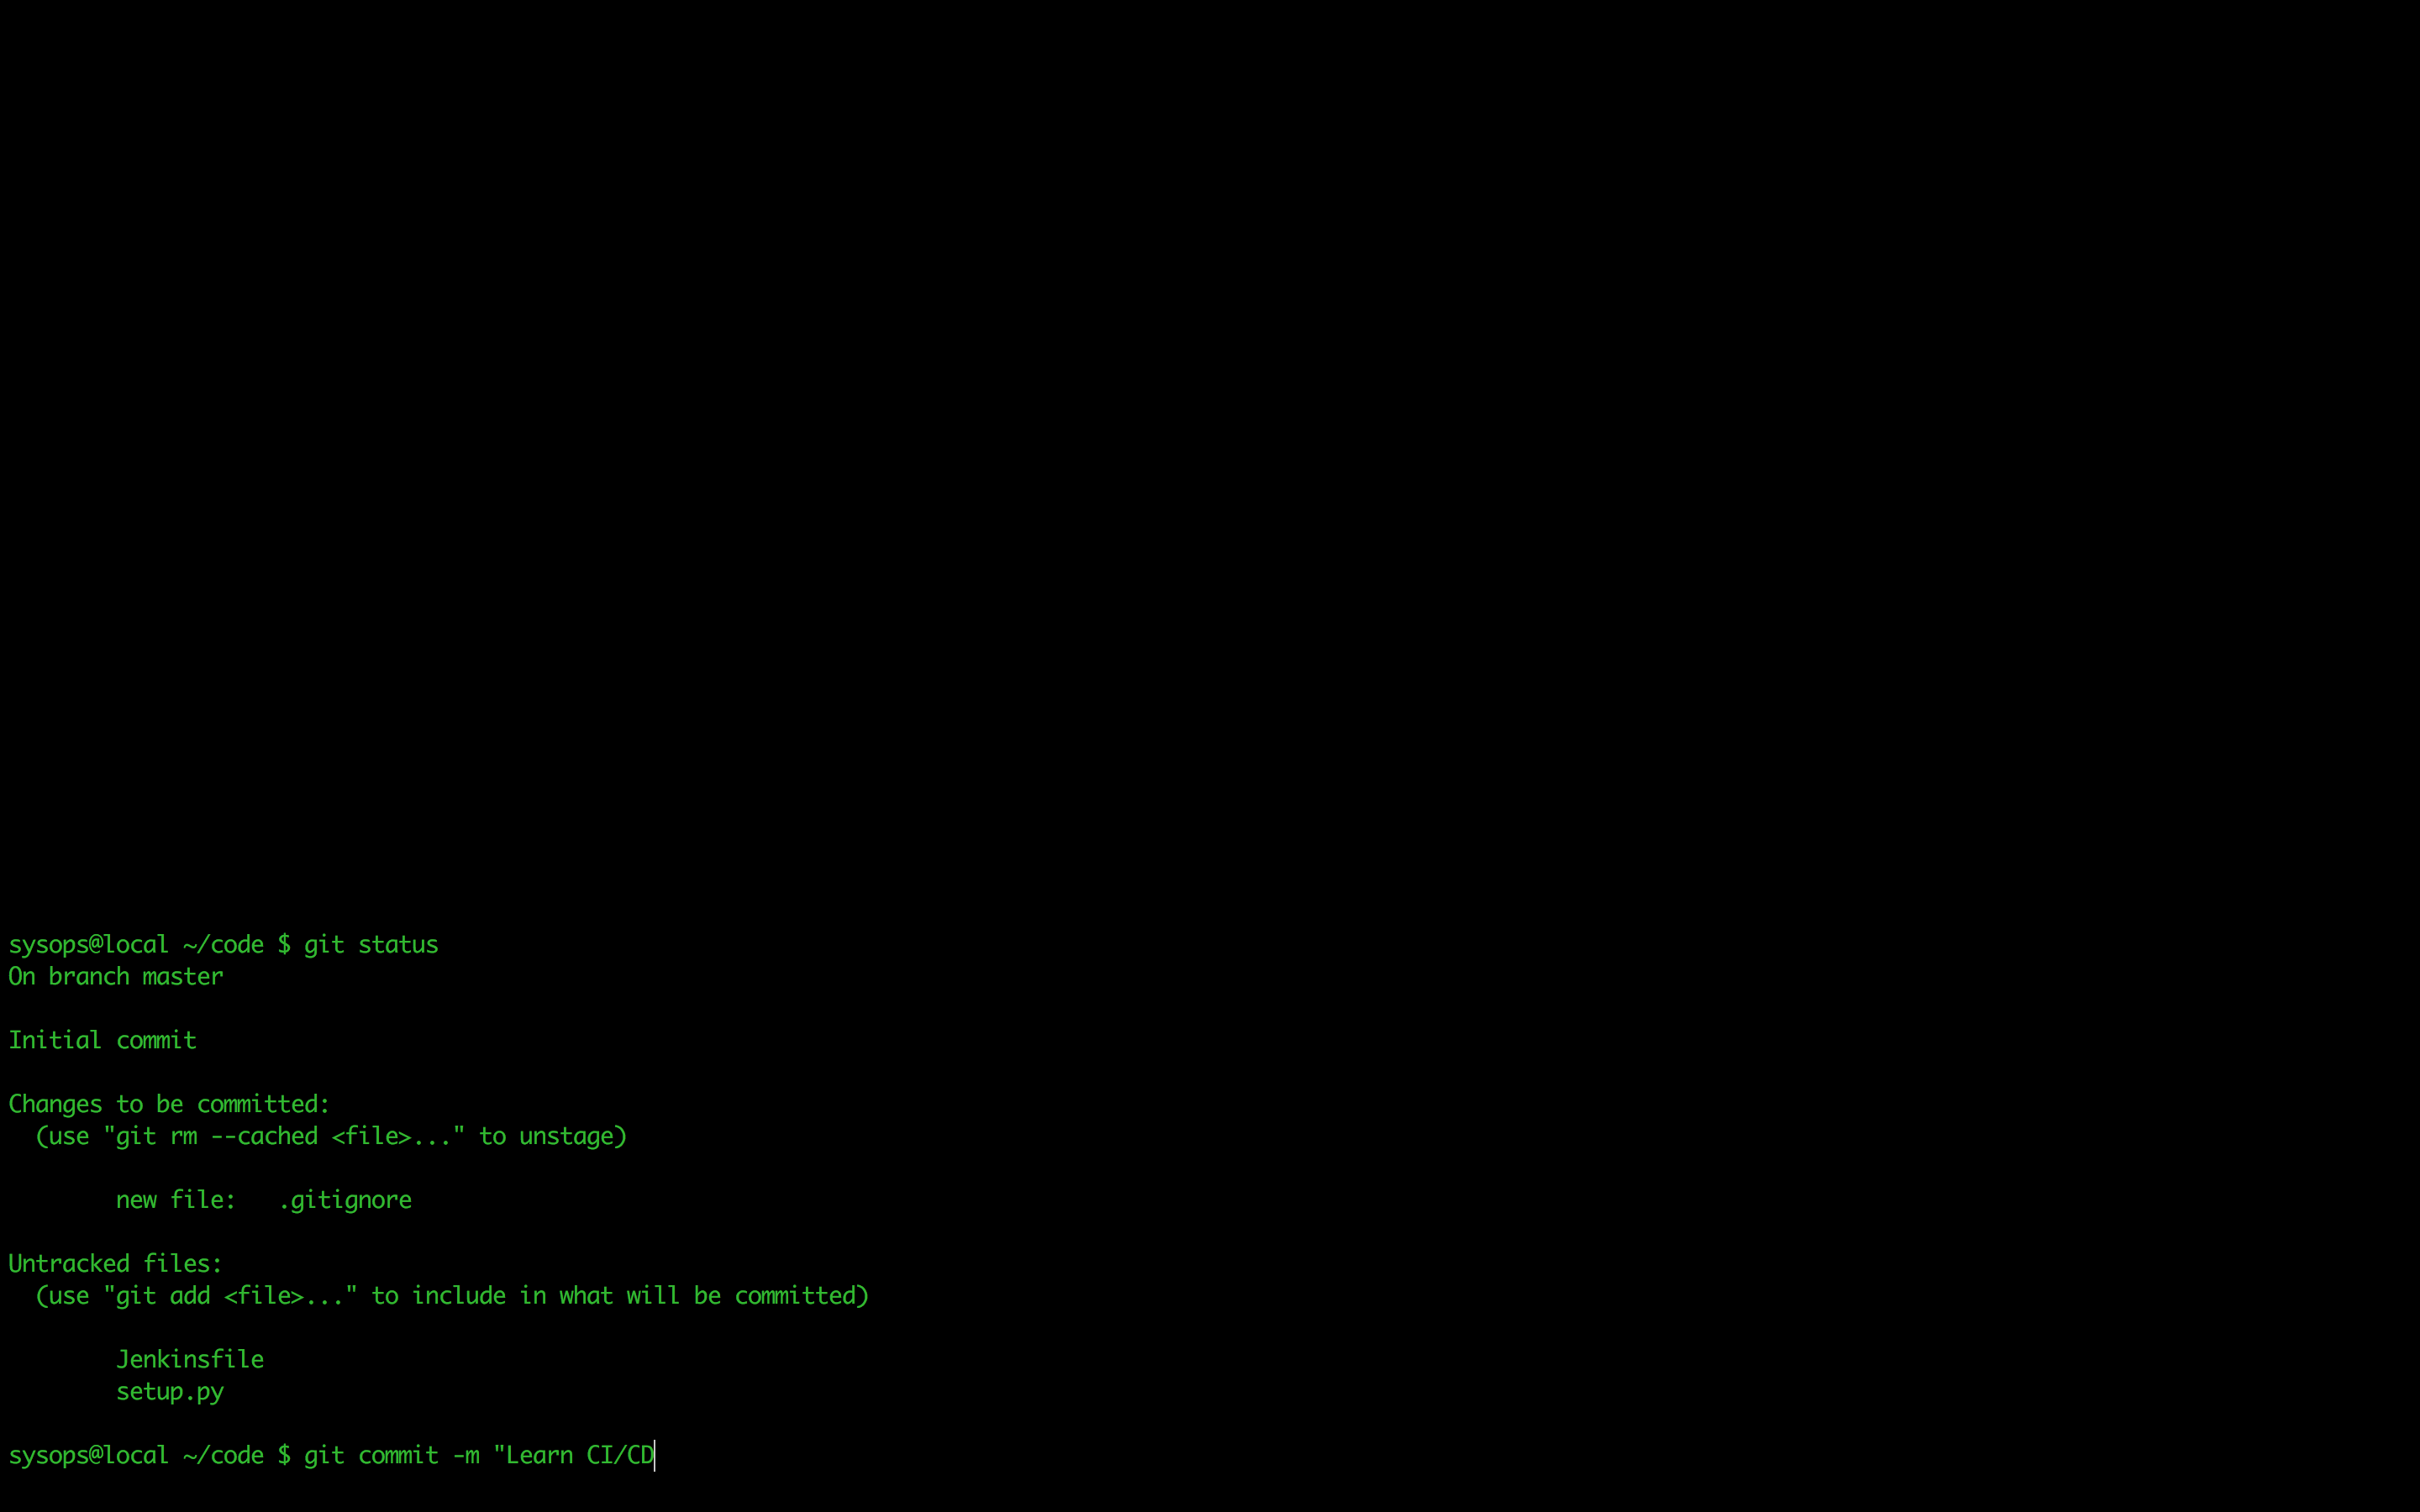 sysops@local ~/code $ git status
On branch master
Initial commit
Changes to be committed:
  (use "git rm --cached <file>..." to unstage)
        new file:   .gitignore
Untracked files:
  (use "git add <file>..." to include in what will be committed)
        Jenkinsfile
        setup.py
sysops@local ~/code $ git commit -m "Learn CI/CD